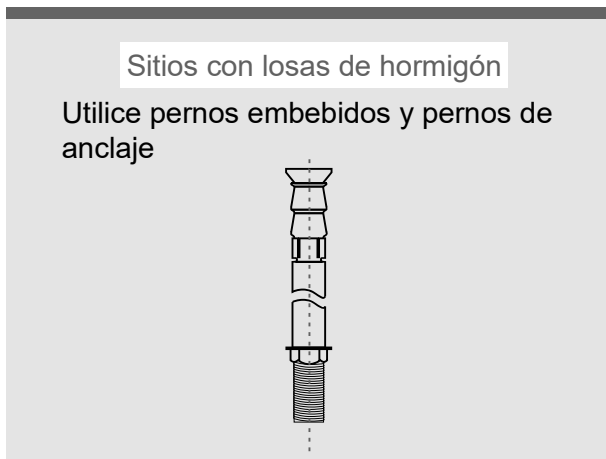 Sitios con losas de hormigón
Utilice pernos embebidos y pernos de
anclaje